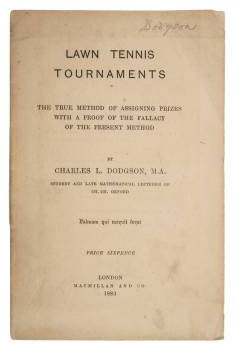 Dodgson
LAWN TENNIS
TOURNAMENTS
THE TRUE METHOD OF ASSIGNING PRIZES
WITH A PROOF OF THE FALLACY
OF THE PRESENT METHOD
BY
CHARLES L. DODGSON, M.A.
STUDENT AND LATE MATHEMATICAL LECTURER OF
CH. CH. OXFORD
Palmam qui meruit ferat
PRICE SIXPENCE
LONDON
MACMILLAN AND CO.
1883